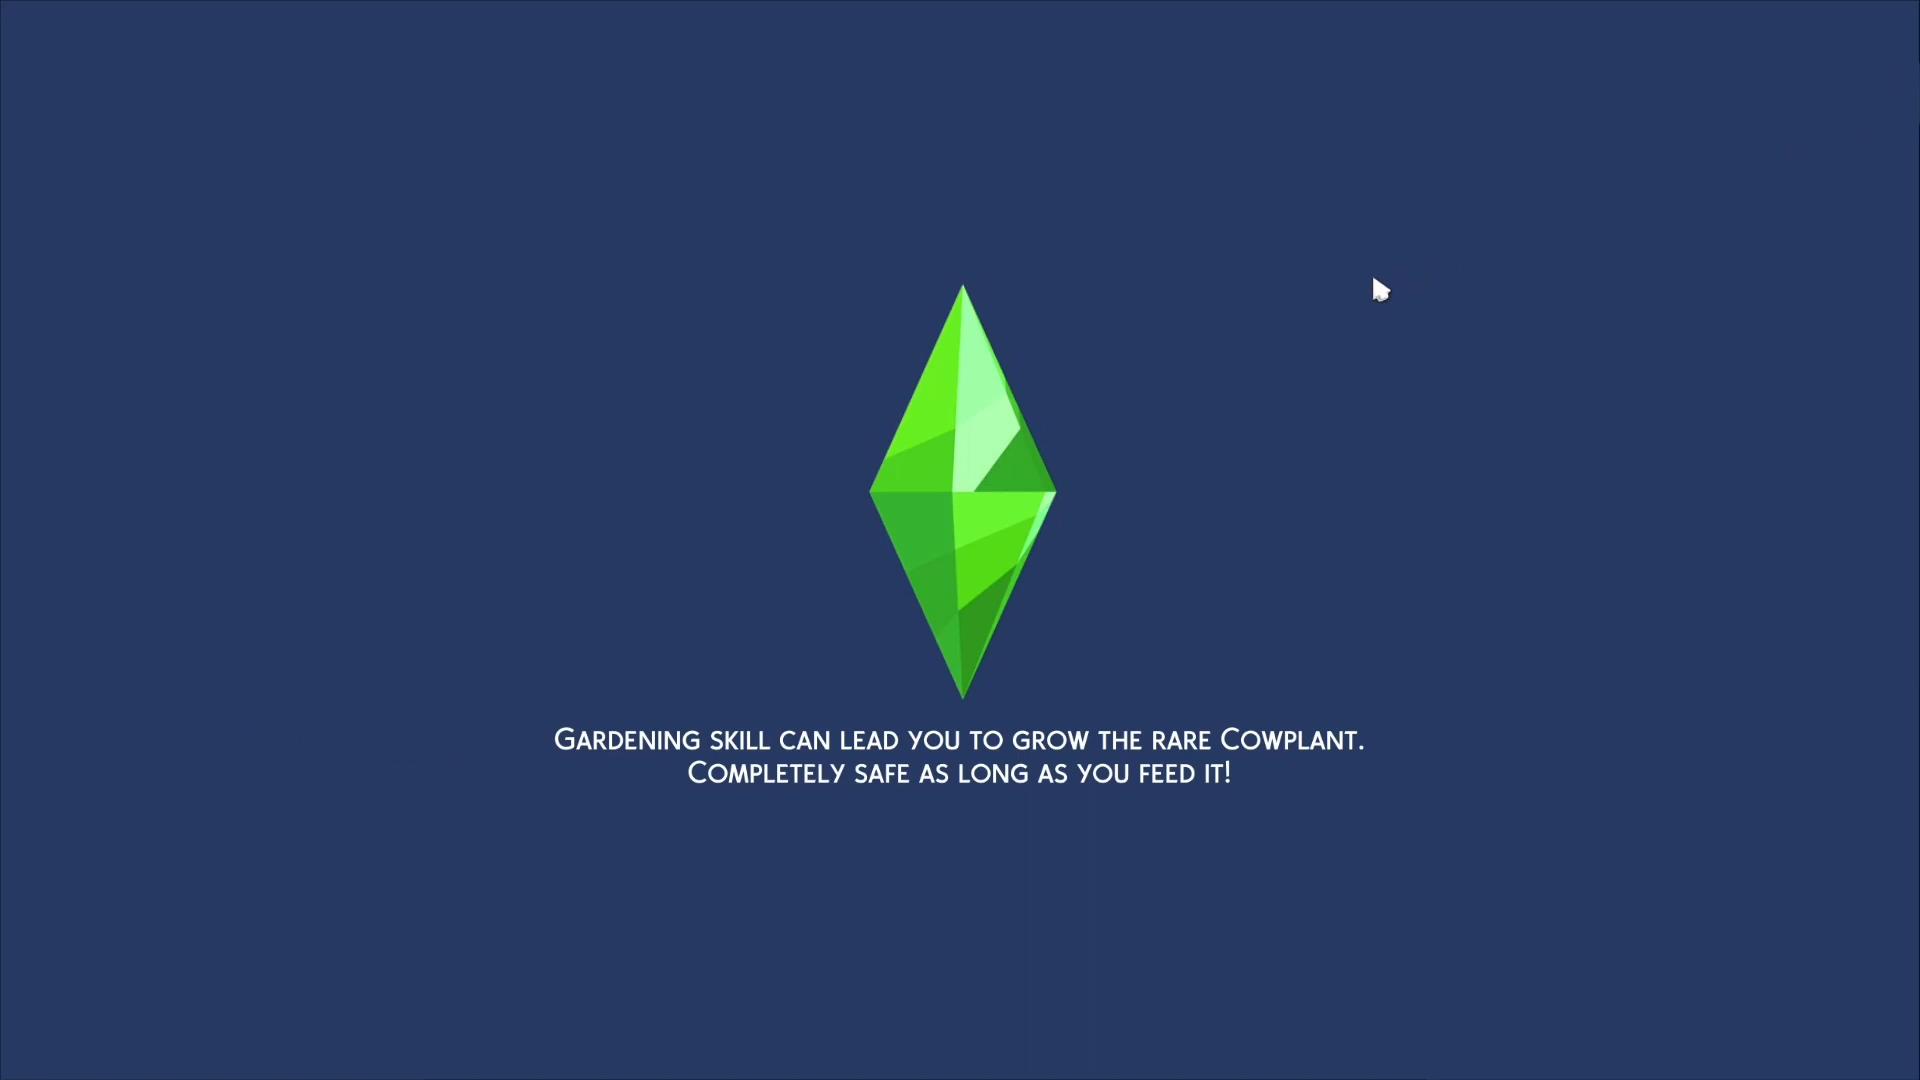 Gardening skill can lead you to grow the rare Cowplant.
Completely safe as long as you feed it!